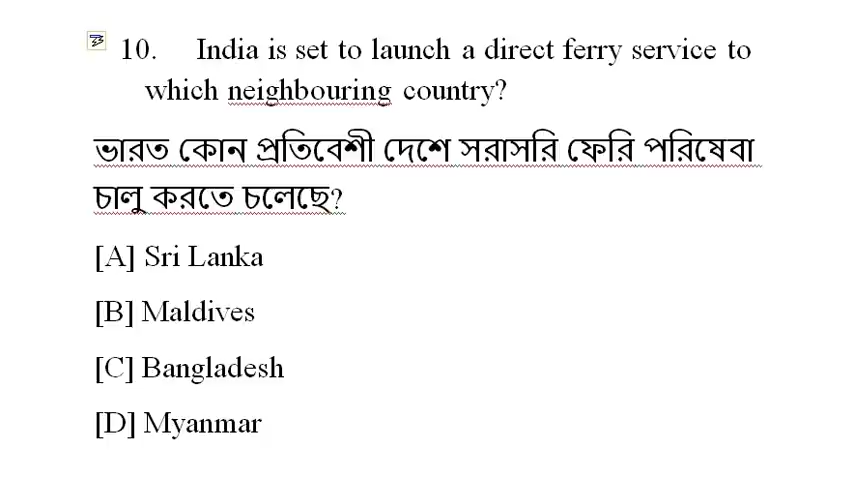 10. India is set to launch a direct ferry service to
which neighbouring country?
ভারত কোন প্রতিবেশী দেশে সরাসরি ফেরি পরিষেবা
চালু করতে চলেছে?
[A] Sri Lanka
[B] Maldives
[C] Bangladesh
[D] Myanmar